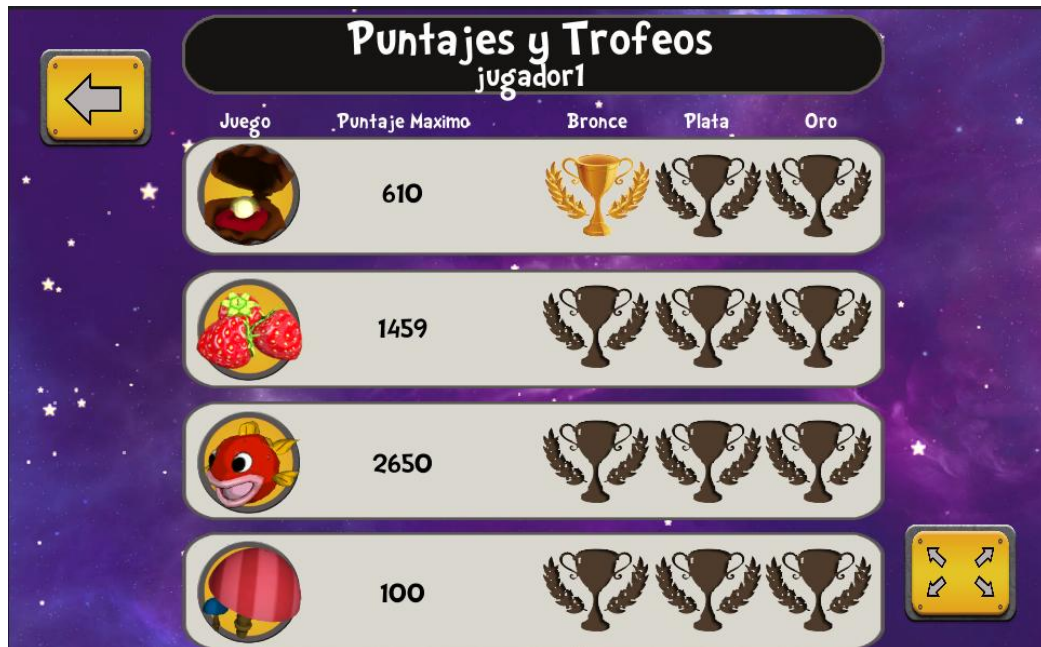 Puntajes y Trofeos
jugador1
Juego Puntaje Maximo Bronce Plata Oro
610
1459
2650
100